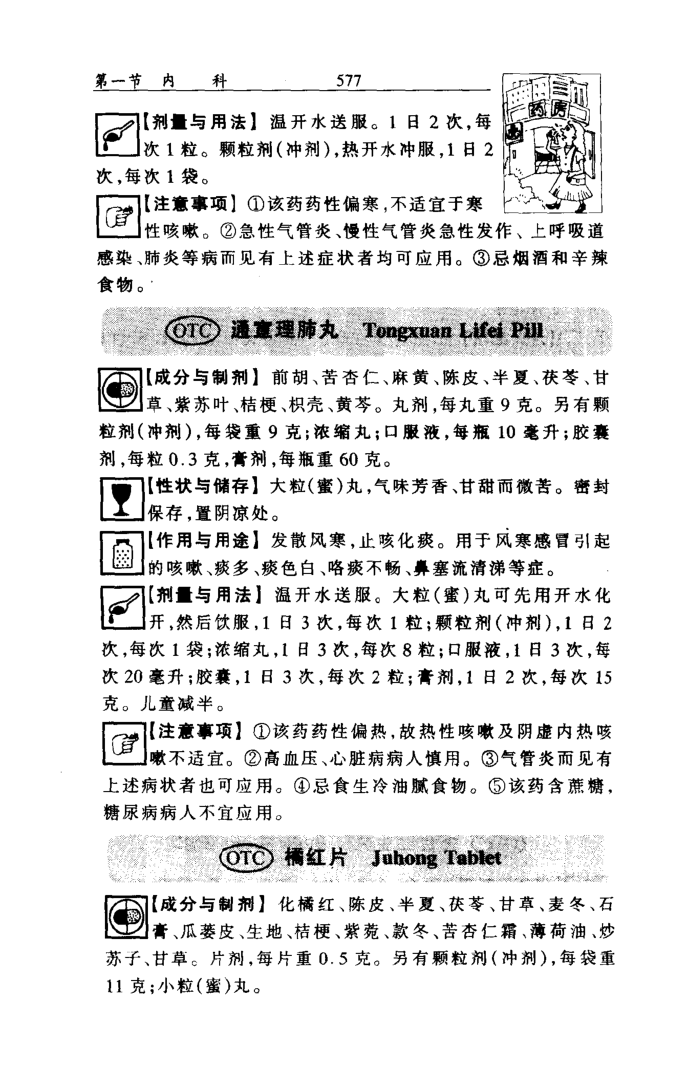 第一节 内 科 577
药房
【剂量与用法】 温开水送服。1日2次,每
次1粒。颗粒剂(冲剂),热开水冲服,1日2
次,每次1袋。
【注意事项】 ①该药药性偏寒,不适宜于寒
性咳嗽。②急性气管炎、慢性气管炎急性发作、上呼吸道
感染、肺炎等病而见有上述症状者均可应用。③忌烟酒和辛辣
食物。
OTC 通宣理肺丸 Tongxuan Lifei Pill
【成分与制剂】 前胡、苦杏仁、麻黄、陈皮、半夏、茯苓、甘
草、紫苏叶、桔梗、枳壳、黄芩。丸剂,每丸重9克。另有颗
粒剂(冲剂),每袋重9克;浓缩丸;口服液,每瓶10毫升;胶囊
剂,每粒0.3克,膏剂,每瓶重60克。
【性状与储存】 大粒(蜜)丸,气味芳香、甘甜而微苦。密封
保存,置阴凉处。
【作用与用途】 发散风寒,止咳化痰。用于风寒感冒引起
的咳嗽、痰多、痰色白、咯痰不畅、鼻塞流清涕等症。
【剂量与用法】 温开水送服。大粒(蜜)丸可先用开水化
开,然后饮服,1日3次,每次1粒;颗粒剂(冲剂),1日2
次,每次1袋;浓缩丸,1日3次,每次8粒;口服液,1日3次,每
次20毫升;胶囊,1日3次,每次2粒;膏剂,1日2次,每次15
克。儿童减半。
【注意事项】 ①该药药性偏热,故热性咳嗽及阴虚内热咳
嗽不适宜。②高血压、心脏病病人慎用。③气管炎而见有
上述病状者也可应用。④忌食生冷油腻食物。⑤该药含蔗糖,
糖尿病病人不宜应用。
OTC 橘红片 Juhong Tablet
【成分与制剂】 化橘红、陈皮、半夏、茯苓、甘草、麦冬、石
膏、瓜蒌皮、生地、桔梗、紫菀、款冬、苦杏仁霜、薄荷油、炒
苏子、甘草。片剂,每片重0.5克。另有颗粒剂(冲剂),每袋重
11克;小粒(蜜)丸。